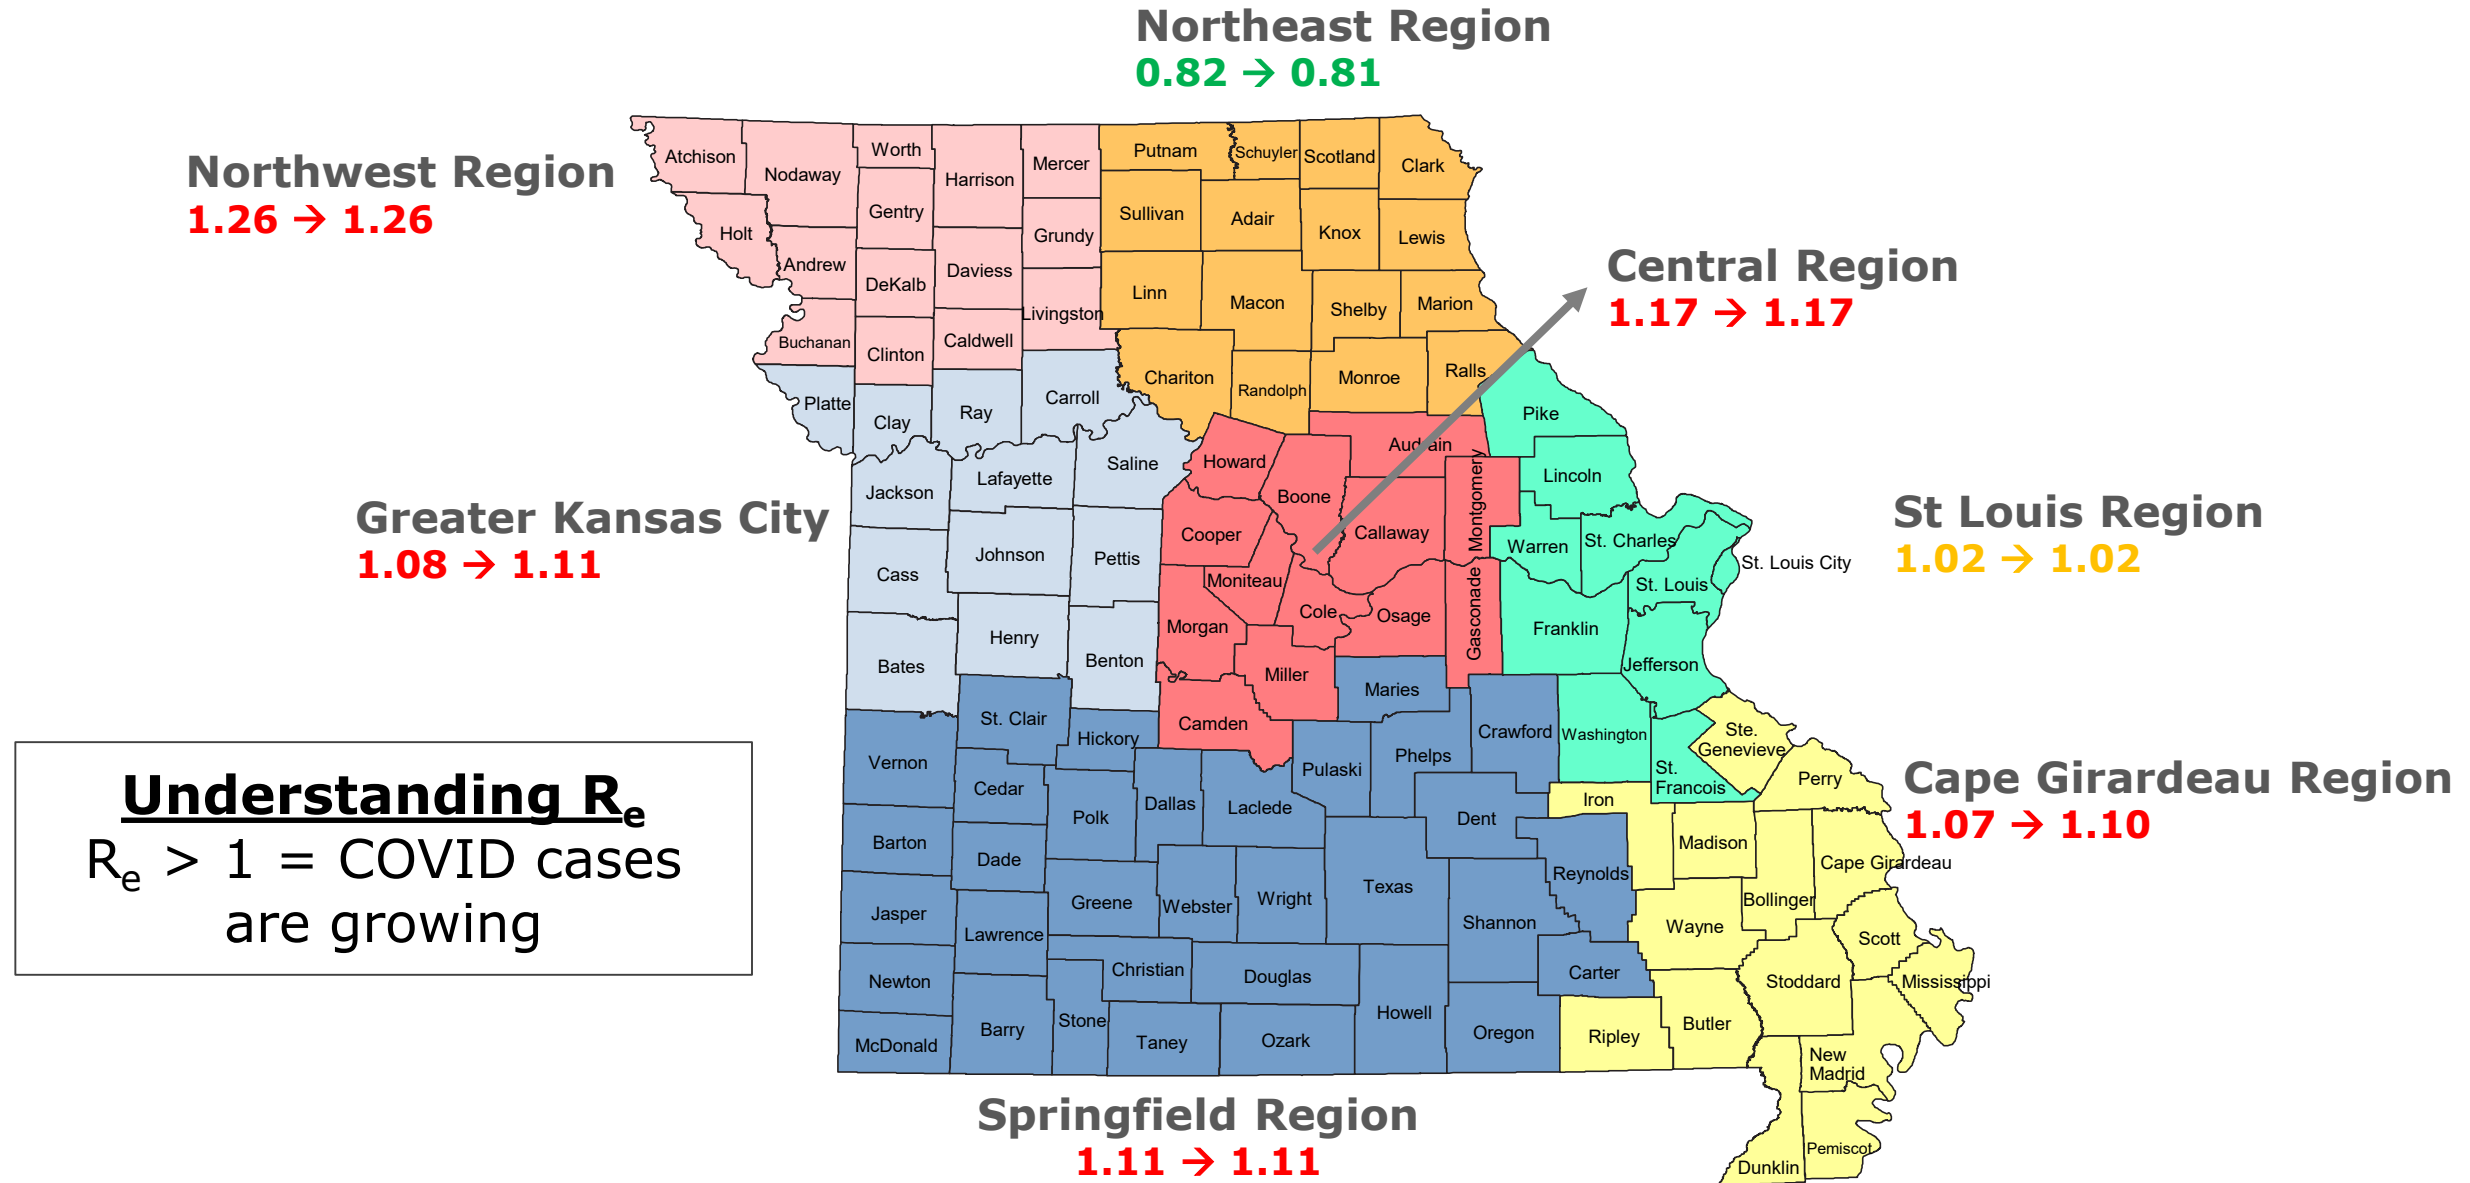 Northeast Region
0.82 → 0.81
Northwest Region
1.26 → 1.26
Central Region
1.17 → 1.17
Greater Kansas City
1.08 → 1.11
St Louis Region
1.02 → 1.02
Cape Girardeau Region
1.07 → 1.10
Springfield Region
1.11 → 1.11
Understanding Re
Re > 1 = COVID cases
are growing
Atchison
Nodaway
Worth
Harrison
Mercer
Putnam
Schuyler
Scotland
Clark
Holt
Andrew
Gentry
DeKalb
Daviess
Grundy
Livingston
Sullivan
Adair
Knox
Lewis
Linn
Macon
Shelby
Marion
Buchanan
Clinton
Caldwell
Chariton
Randolph
Monroe
Ralls
Platte
Clay
Ray
Carroll
Pike
Jackson
Lafayette
Saline
Howard
Boone
Audrain
Montgomery
Lincoln
Cass
Johnson
Pettis
Cooper
Moniteau
Callaway
Warren
St. Charles
St. Louis
St. Louis City
Bates
Henry
Benton
Morgan
Cole
Osage
Gasconade
Franklin
Jefferson
Miller
Camden
Maries
St. Clair
Hickory
Vernon
Cedar
Polk
Dallas
Laclede
Pulaski
Phelps
Crawford
Washington
St.
Francois
Ste.
Genevieve
Perry
Iron
Madison
Dent
Barton
Dade
Greene
Webster
Wright
Texas
Reynolds
Shannon
Bollinger
Cape Girardeau
Wayne
Scott
Jasper
Lawrence
Christian
Douglas
Carter
Stoddard
Mississippi
Newton
McDonald
Barry
Stone
Taney
Ozark
Howell
Oregon
Ripley
Butler
New
Madrid
Pemiscot
Dunklin